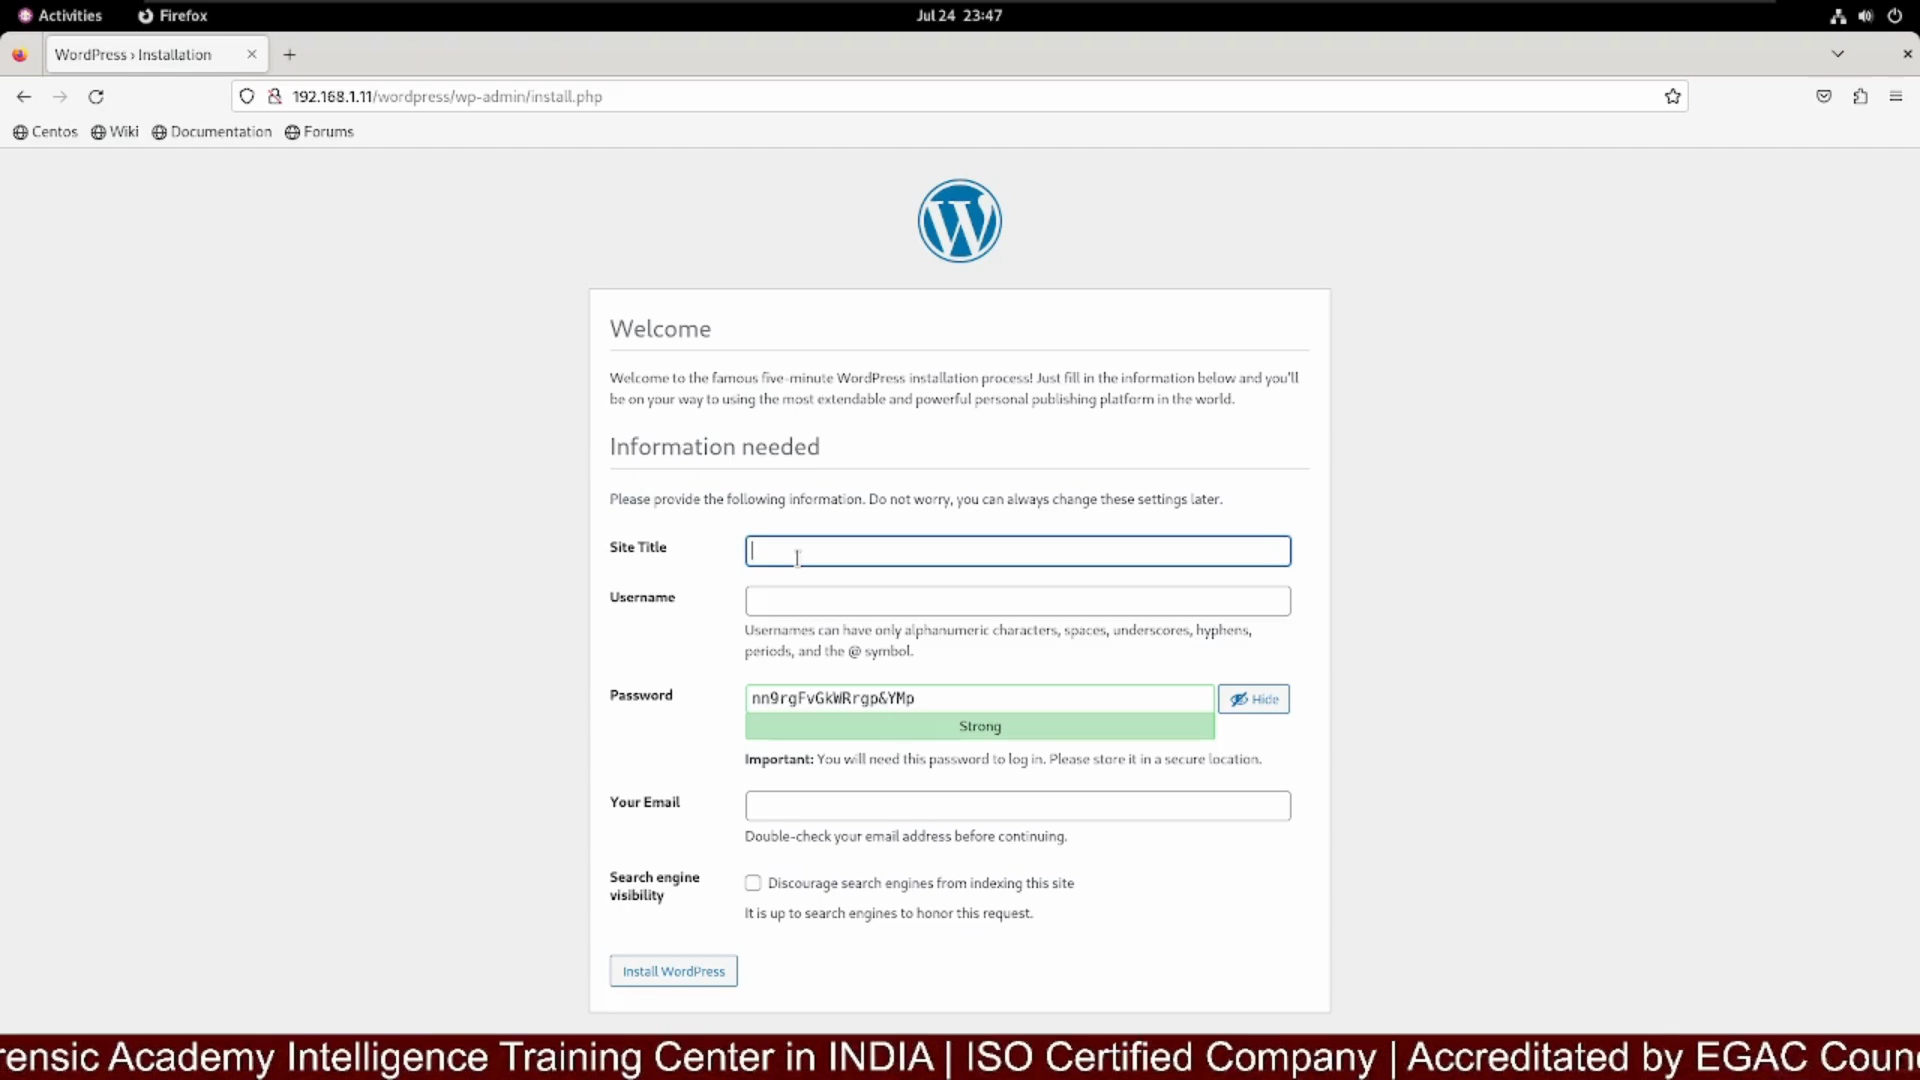 Activities Firefox Jul 24 23:47
WordPress › Installation
192.168.1.11/wordpress/wp-admin/install.php
Centos Wiki Documentation Forums
W
Welcome
Welcome to the famous five-minute WordPress installation process! Just fill in the information below and you'll
be on your way to using the most extendable and powerful personal publishing platform in the world.
Information needed
Please provide the following information. Do not worry, you can always change these settings later.
Site Title
Username
Usernames can have only alphanumeric characters, spaces, underscores, hyphens,
periods, and the @ symbol.
Password nn9rgFvGkWRrgp&YMp Hide
Strong
Important: You will need this password to log in. Please store it in a secure location.
Your Email
Double-check your email address before continuing.
Search engine
visibility
Discourage search engines from indexing this site
It is up to search engines to honor this request.
Install WordPress
rensic Academy Intelligence Training Center in INDIA | ISO Certified Company | Accreditated by EGAC Coun